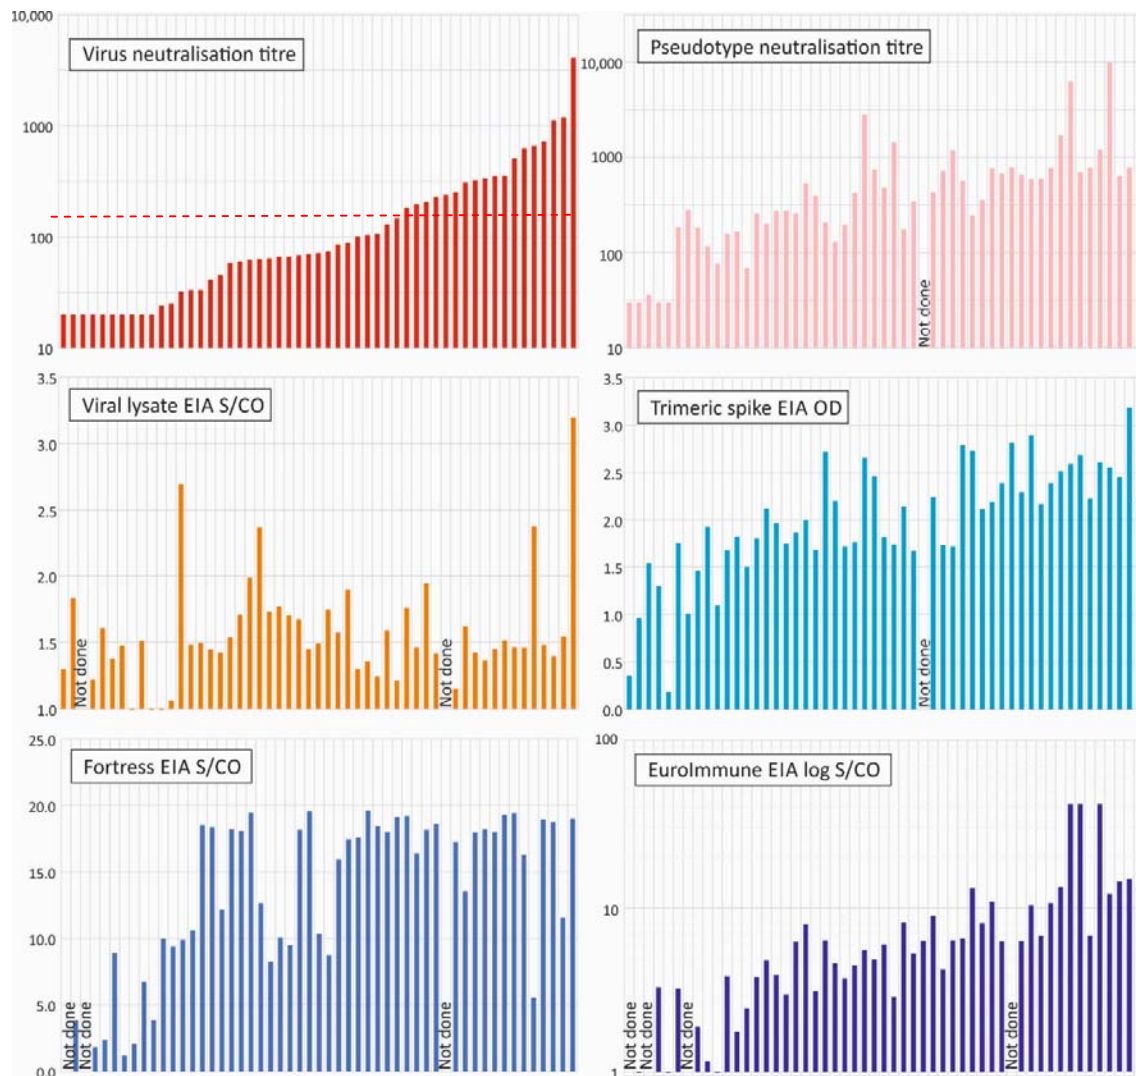 Virus neutralisation titre
10,000
1000
100
10
Pseudotype neutralisation titre
10,000
1000
100
10
Not done
Viral lysate EIA S/CO
3.5
3.0
2.5
2.0
1.5
1.0
Not done
Not done
Trimeric spike EIA OD
3.5
3.0
2.5
2.0
1.5
1.0
0.5
0.0
Not done
Fortress EIA S/CO
25.0
20.0
15.0
10.0
5.0
0.0
Not done
Not done
Not done
EuroImmune EIA log S/CO
100
10
1
Not done
Not done
Not done
Not done